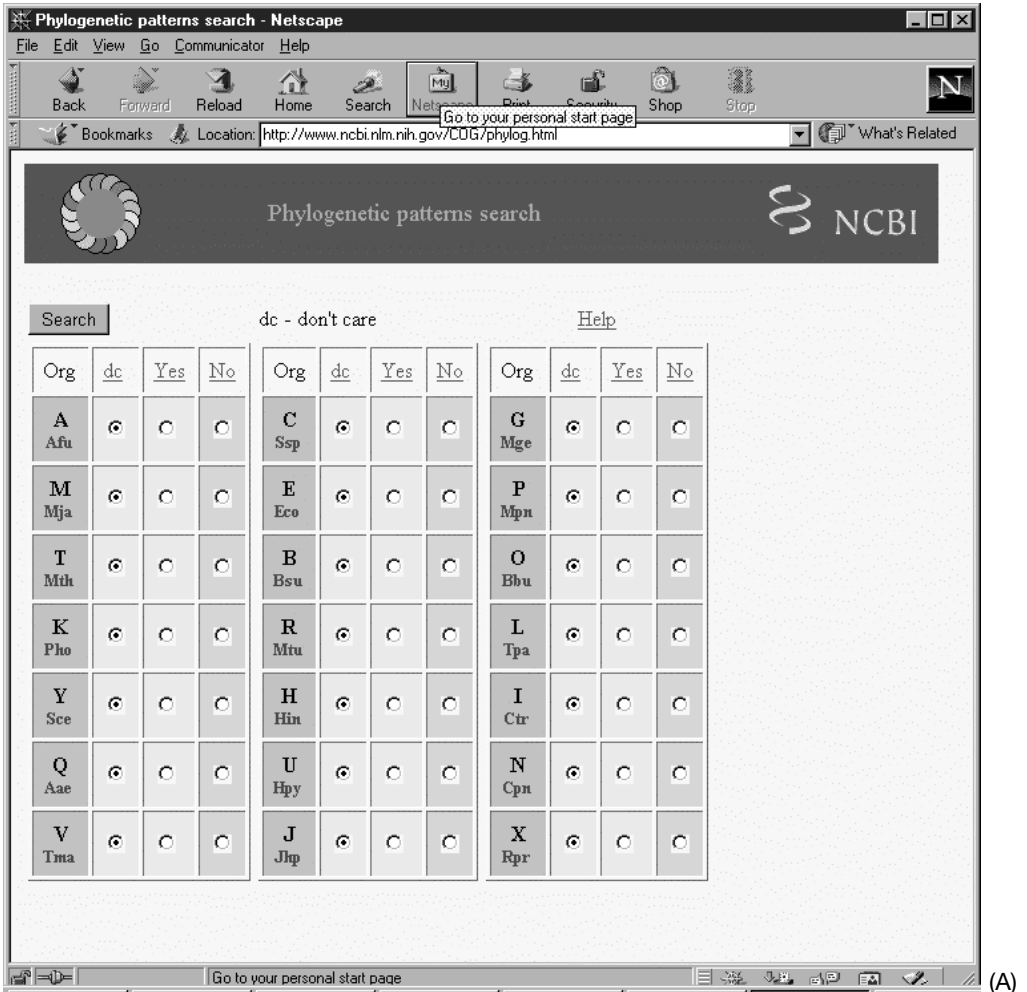 Phylogenetic patterns search - Netscape
File Edit View Go Communicator Help
Back Forward Reload Home Search Netscape Print Security Shop Stop
My
N
Go to your personal start page
Bookmarks Location: http://www.ncbi.nlm.nih.gov/COG/phylog.html What's Related
Phylogenetic patterns search NCBI
Search dc - don't care Help
Org dc Yes No Org dc Yes No Org dc Yes No
A C G
Afu Ssp Mge
M E P
Mja Eco Mpn
T B O
Mth Bsu Bbu
K R L
Pho Mtu Tpa
Y H I
Sce Hin Ctr
Q U N
Aae Hpy Cpn
V J X
Tma Jhp Rpr
Go to your personal start page
(A)